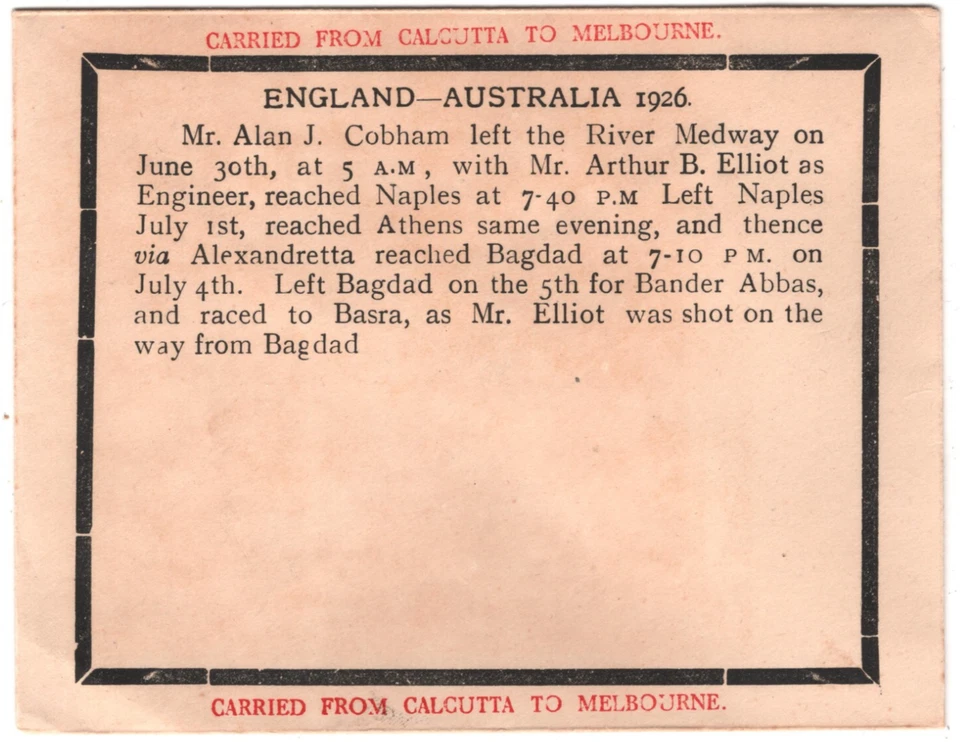 CARRIED FROM CALCUTTA TO MELBOURNE.
ENGLAND—AUSTRALIA 1926.
Mr. Alan J. Cobham left the River Medway on
June 30th, at 5 A.M, with Mr. Arthur B. Elliot as
Engineer, reached Naples at 7-40 P.M Left Naples
July 1st, reached Athens same evening, and thence
via Alexandretta reached Bagdad at 7-10 P M. on
July 4th. Left Bagdad on the 5th for Bander Abbas,
and raced to Basra, as Mr. Elliot was shot on the
way from Bagdad
CARRIED FROM CALCUTTA TO MELBOURNE.